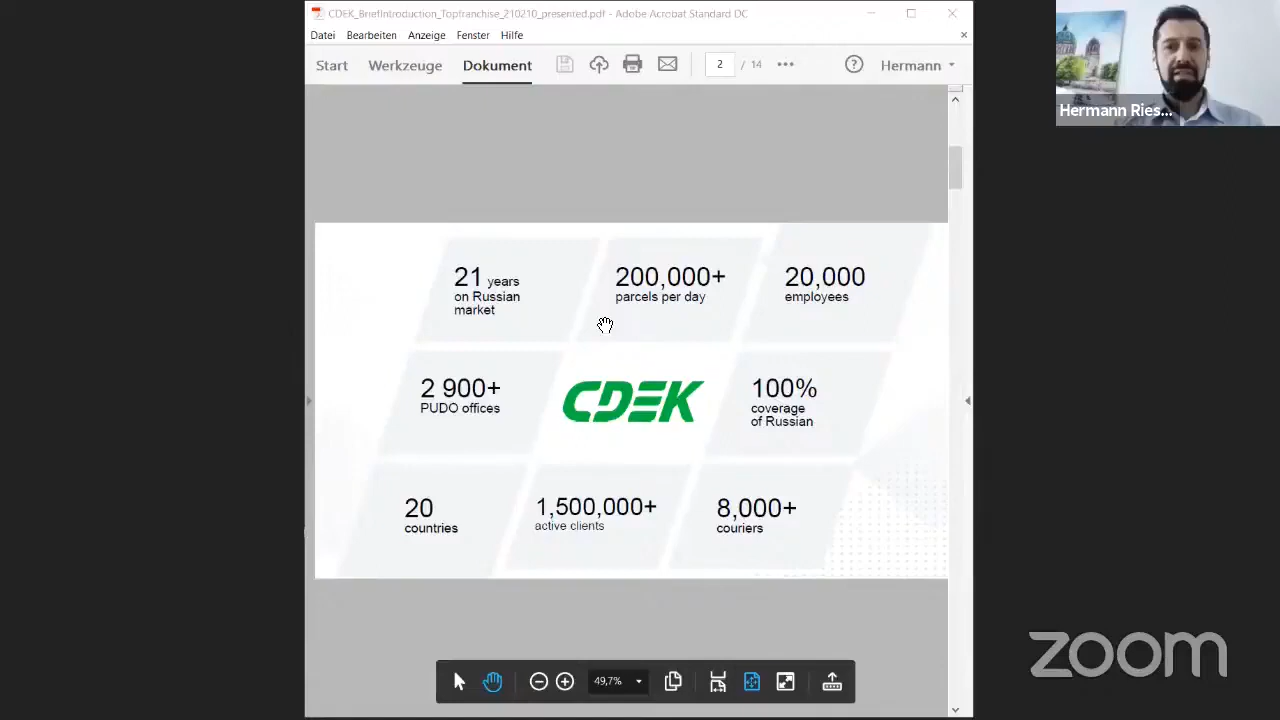 CDEK_BriefIntroduction_Topfranchise_210210_presented.pdf - Adobe Acrobat Standard DC
Datei Bearbeiten Anzeige Fenster Hilfe
Start Werkzeuge Dokument 2 / 14 Hermann
Hermann Ries...
21 years
on Russian
market
200,000+
parcels per day
20,000
employees
2 900+
PUDO offices
CDEK
100%
coverage
of Russian
20
countries
1,500,000+
active clients
8,000+
couriers
49,7%
zoom